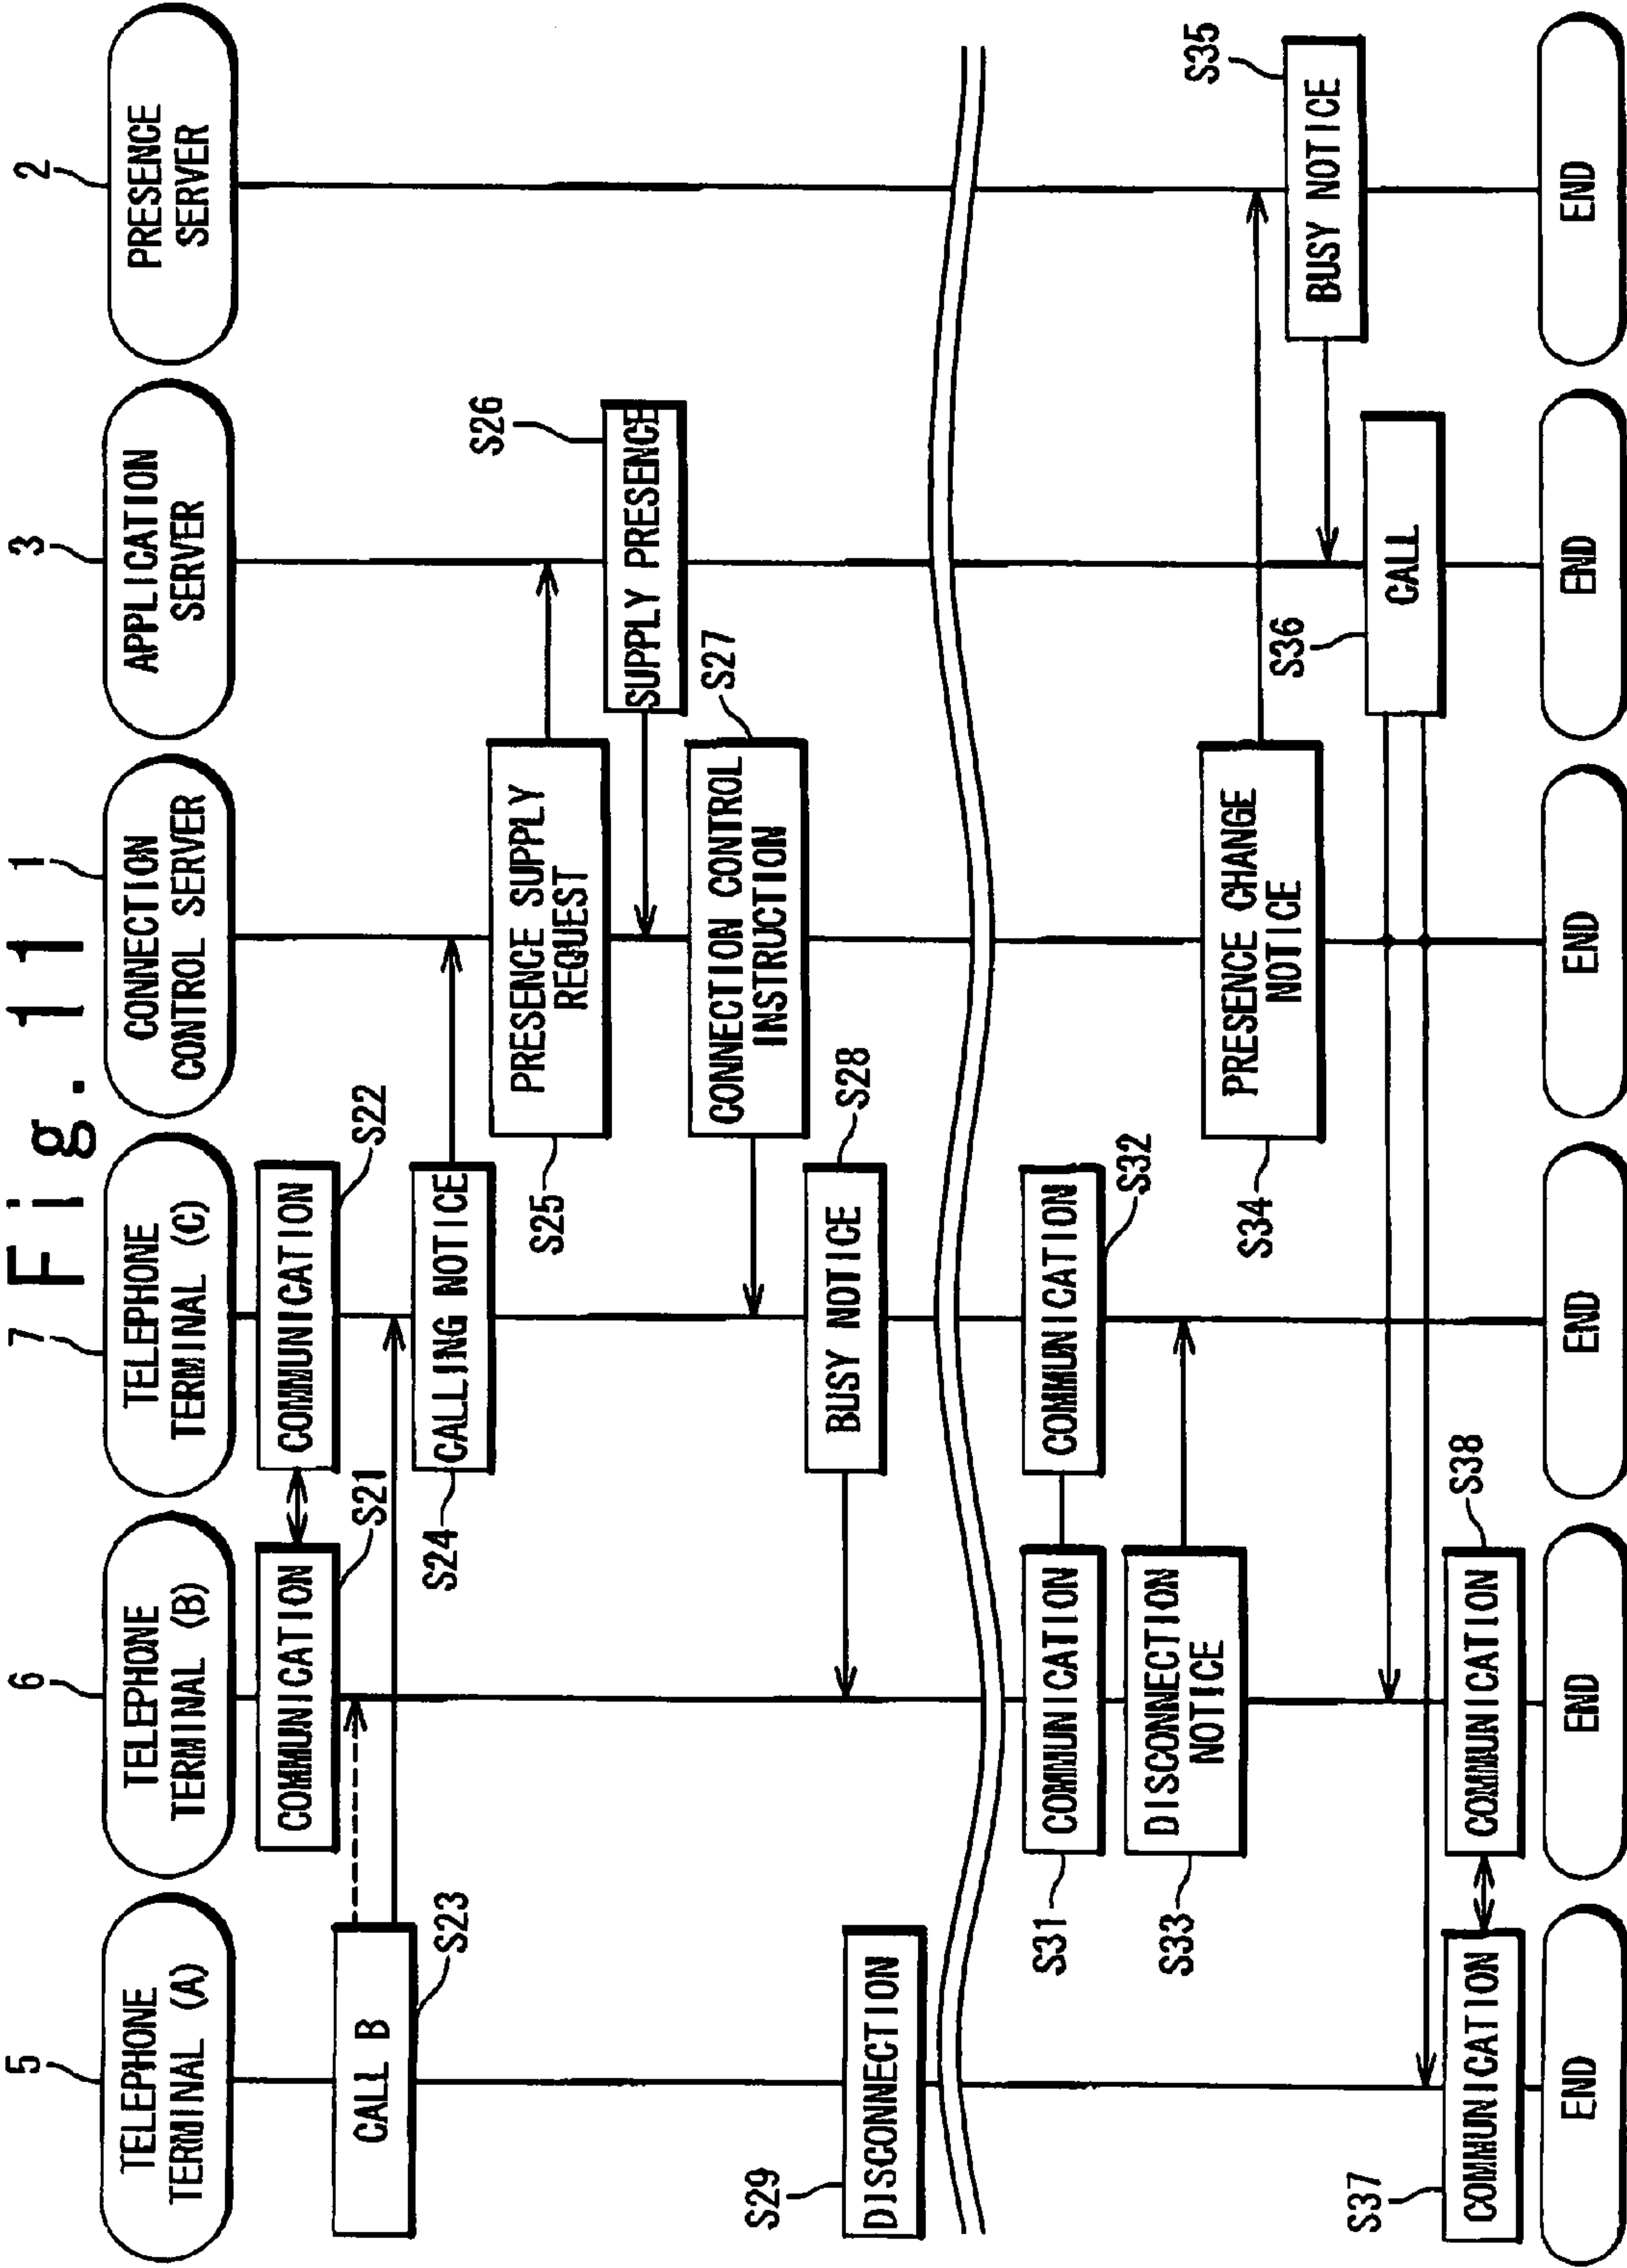 Fig. 11
5
TELEPHONE
TERMINAL (A)
6
TELEPHONE
TERMINAL (B)
7
TELEPHONE
TERMINAL (C)
1
CONNECTION
CONTROL SERVER
3
APPLICATION
SERVER
2
PRESENCE
SERVER
COMMUNICATION
S21
COMMUNICATION
S22
CALL B
S23
CALLING NOTICE
S24
PRESENCE SUPPLY
REQUEST
S25
SUPPLY PRESENCE
S26
CONNECTION CONTROL
INSTRUCTION
S27
BUSY NOTICE
S28
DISCONNECTION
S29
COMMUNICATION
S31
COMMUNICATION
S32
DISCONNECTION
NOTICE
S33
PRESENCE CHANGE
NOTICE
S34
BUSY NOTICE
S35
CALL
S36
COMMUNICATION
S37
COMMUNICATION
S38
END
END
END
END
END
END